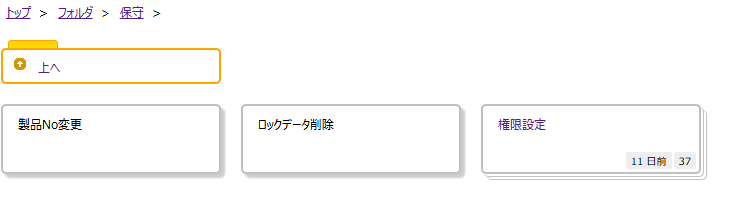 トップ > フォルダ > 保守 >
上へ
製品No変更
ロックデータ削除
権限設定
11 日前 37